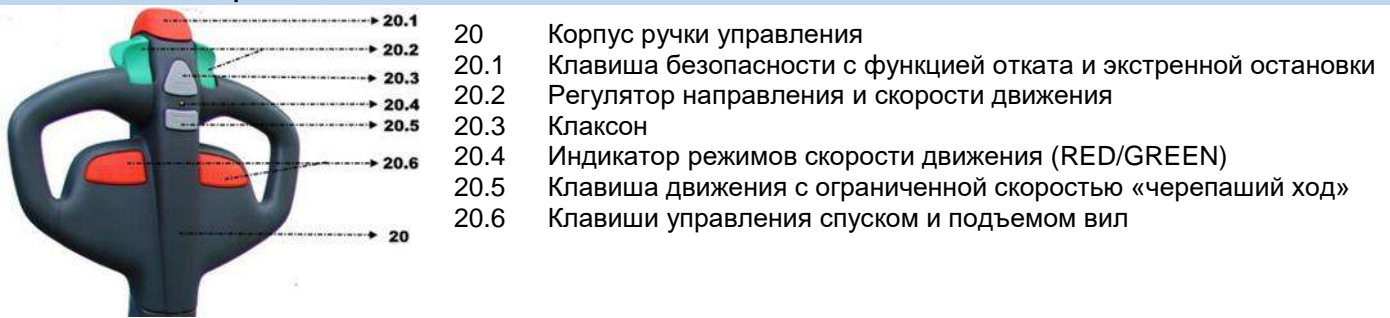 20.1
20.2
20.3
20.4
20.5
20.6
20
20 Корпус ручки управления
20.1 Клавиша безопасности с функцией отката и экстренной остановки
20.2 Регулятор направления и скорости движения
20.3 Клаксон
20.4 Индикатор режимов скорости движения (RED/GREEN)
20.5 Клавиша движения с ограниченной скоростью «черепаший ход»
20.6 Клавиши управления спуском и подъемом вил